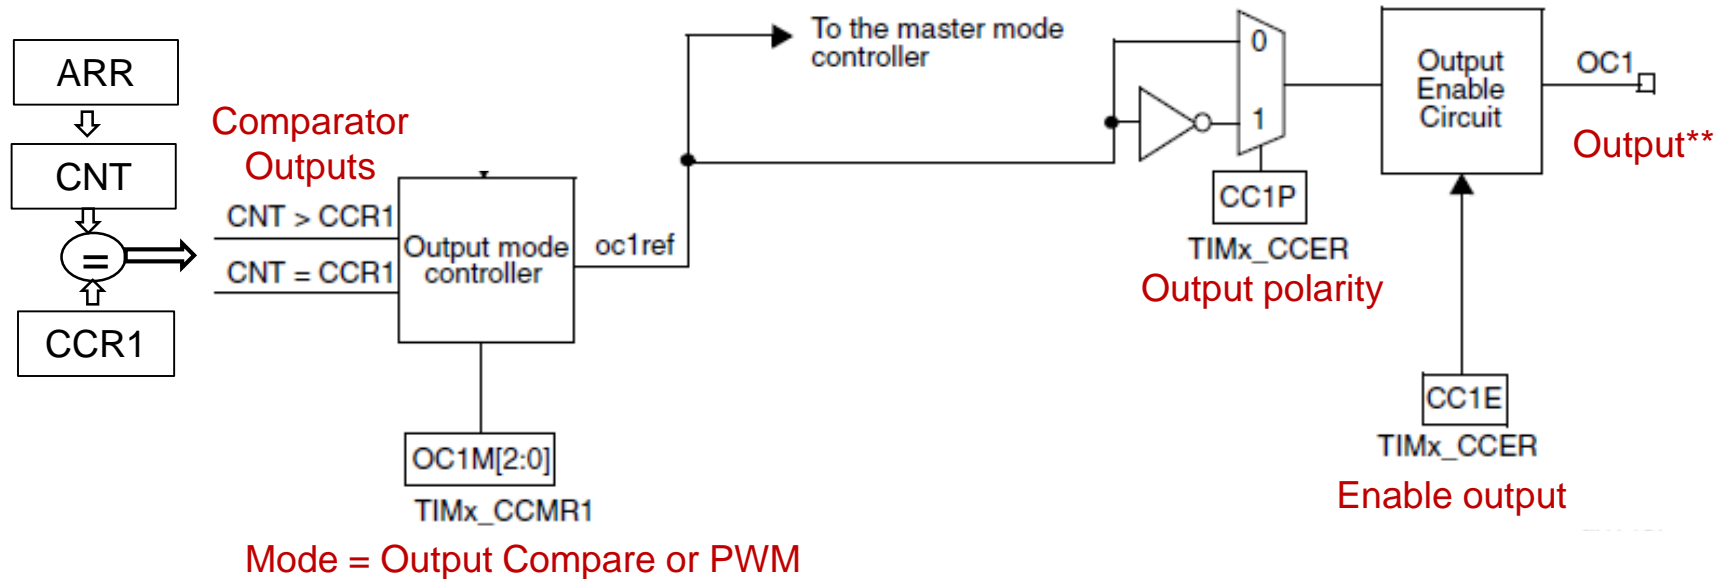 ARR
CNT
=
CCR1
Comparator
Outputs
CNT > CCR1
CNT = CCR1
Output mode
controller
oc1ref
OC1M[2:0]
TIMx_CCMR1
Mode = Output Compare or PWM
To the master mode
controller
0
1
CC1P
TIMx_CCER
Output polarity
Output
Enable
Circuit
OC1
Output**
CC1E
TIMx_CCER
Enable output